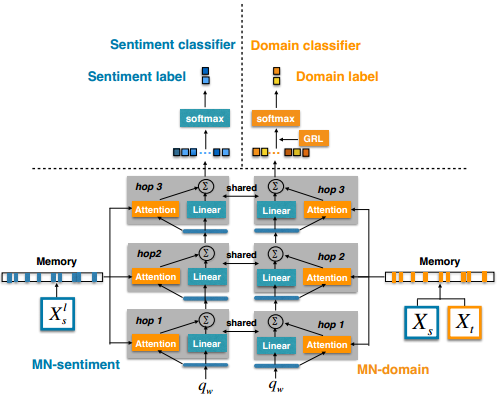 Sentiment classifier
Domain classifier
Sentiment label
Domain label
softmax
softmax
GRL
hop 3
shared
hop 3
Attention
Linear
Linear
Attention
Memory
hop2
shared
hop 2
Memory
Attention
Linear
Linear
Attention
X_s^l
hop 1
shared
hop 1
X_s
X_t
Attention
Linear
Linear
Attention
MN-sentiment
MN-domain
q_w
q_w
Σ
Σ
Σ
Σ
Σ
Σ